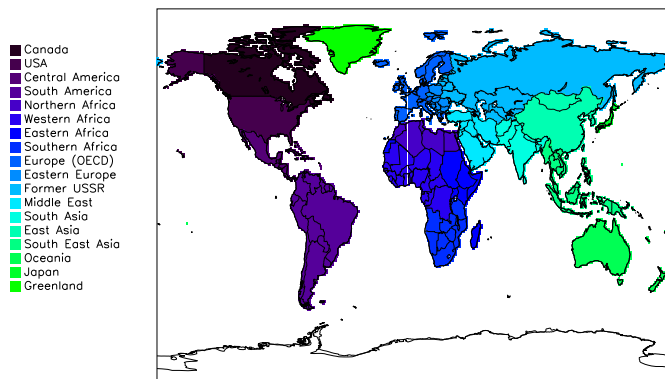 Canada
USA
Central America
South America
Northern Africa
Western Africa
Eastern Africa
Southern Africa
Europe (OECD)
Eastern Europe
Former USSR
Middle East
South Asia
East Asia
South East Asia
Oceania
Japan
Greenland